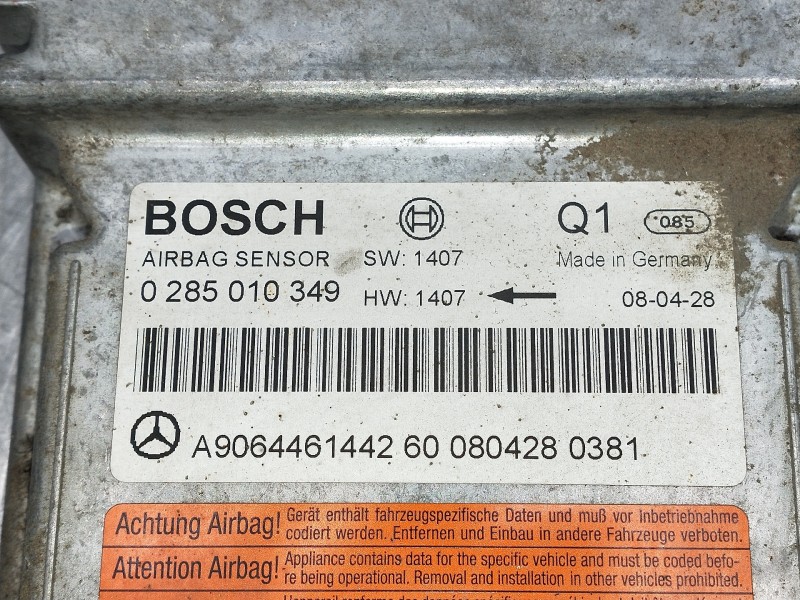 BOSCH Q1 085
AIRBAG SENSOR SW: 1407 Made in Germany
0 285 010 349 HW: 1407 08-04-28
A9064461442 60 080428 0381
Achtung Airbag! Gerät enthält fahrzeugspezifische Daten und muß vor Inbetriebnahme
codiert werden. Entfernen und Einbau in andere Fahrzeuge verboten.
Attention Airbag! Appliance contains data for the specific vehicle and must be coded befo-
re being operational. Removal and installation in other vehicles prohibited.